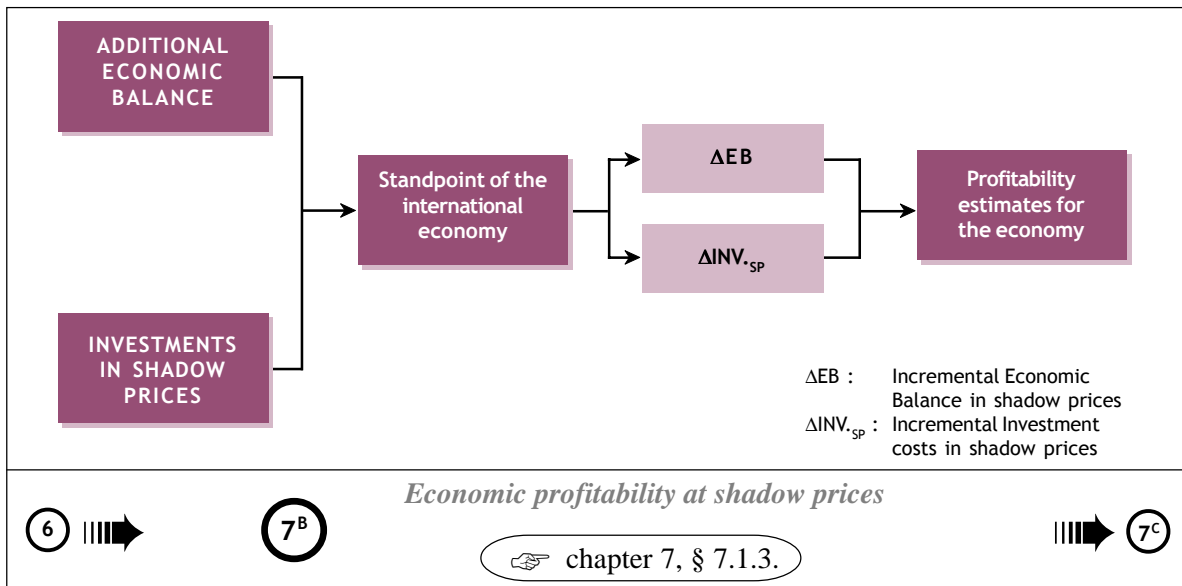 ADDITIONAL
ECONOMIC
BALANCE
Standpoint of the
international
economy
ΔEB
ΔINV.SP
Profitability
estimates for
the economy
INVESTMENTS
IN SHADOW
PRICES
ΔEB : Incremental Economic
Balance in shadow prices
ΔINV.SP : Incremental Investment
costs in shadow prices
Economic profitability at shadow prices
6
7B
7C
☞ chapter 7, § 7.1.3.